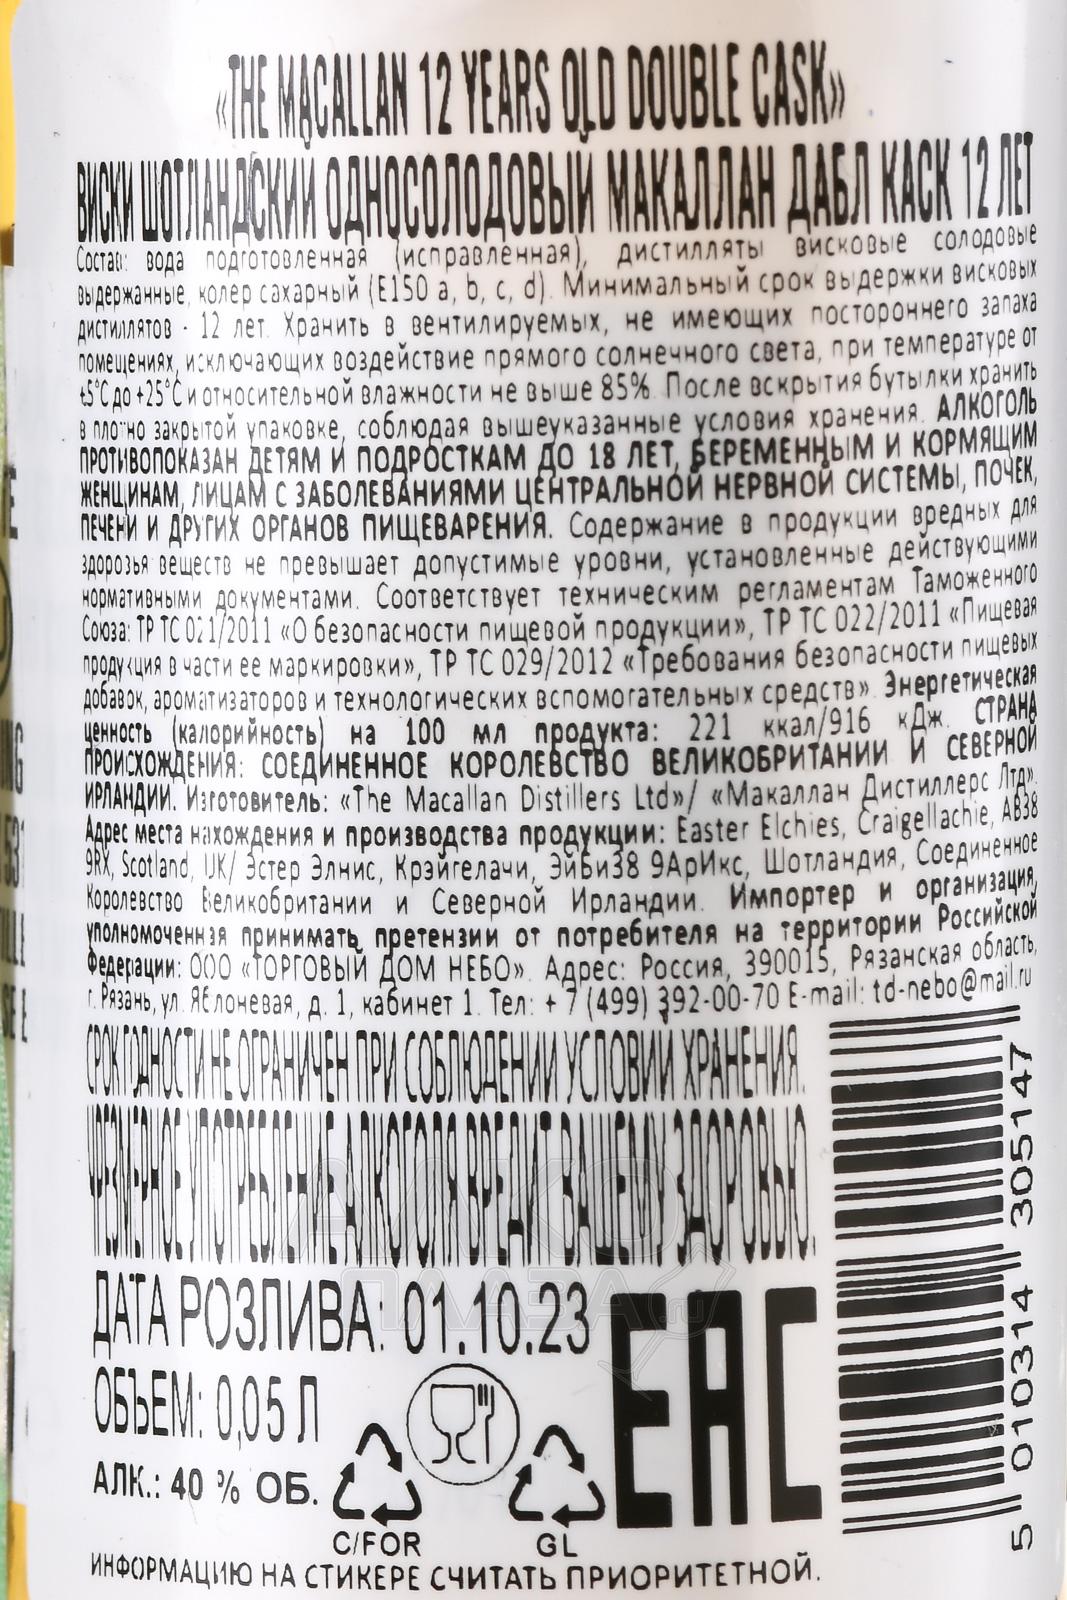 «THE MACALLAN 12 YEARS OLD DOUBLE CASK»
ВИСКИ ШОТЛАНДСКИЙ ОДНОСОЛОДОВЫЙ МАКАЛЛАН ДАБЛ КАСК 12 ЛЕТ
Состав: вода подготовленная (исправленная), дистилляты висковые солодовые
выдержанные, колер сахарный (Е150 a, b, c, d). Минимальный срок выдержки висковых
дистиллятов - 12 лет. Хранить в вентилируемых, не имеющих постороннего запаха
помещениях, исключающих воздействие прямого солнечного света, при температуре от
+5°С до +25°С и относительной влажности не выше 85%. После вскрытия бутылки хранить
в плотно закрытой упаковке, соблюдая вышеуказанные условия хранения. АЛКОГОЛЬ
ПРОТИВОПОКАЗАН ДЕТЯМ И ПОДРОСТКАМ ДО 18 ЛЕТ, БЕРЕМЕННЫМ И КОРМЯЩИМ
ЖЕНЩИНАМ, ЛИЦАМ С ЗАБОЛЕВАНИЯМИ ЦЕНТРАЛЬНОЙ НЕРВНОЙ СИСТЕМЫ, ПОЧЕК,
ПЕЧЕНИ И ДРУГИХ ОРГАНОВ ПИЩЕВАРЕНИЯ. Содержание в продукции вредных для
здоровья веществ не превышает допустимые уровни, установленные действующими
нормативными документами. Соответствует техническим регламентам Таможенного
Союза: ТР ТС 021/2011 «О безопасности пищевой продукции», ТР ТС 022/2011 «Пищевая
продукция в части ее маркировки», ТР ТС 029/2012 «Требования безопасности пищевых
добавок, ароматизаторов и технологических вспомогательных средств». Энергетическая
ценность (калорийность) на 100 мл продукта: 221 ккал/916 кДж. СТРАНА
ПРОИСХОЖДЕНИЯ: СОЕДИНЕННОЕ КОРОЛЕВСТВО ВЕЛИКОБРИТАНИИ И СЕВЕРНОЙ
ИРЛАНДИИ. Изготовитель: «The Macallan Distillers Ltd»/ «Макаллан Дистиллерс Лтд».
Адрес места нахождения и производства продукции: Easter Elchies, Craigellachie, AB38
9RX, Scotland, UK/ Эстер Элнис, Крэйгелачи, ЭйБи38 9АрИкс, Шотландия, Соединенное
Королевство Великобритании и Северной Ирландии. Импортер и организация,
уполномоченная принимать претензии от потребителя на территории Российской
Федерации: ООО «ТОРГОВЫЙ ДОМ НЕБО». Адрес: Россия, 390015, Рязанская область,
г. Рязань, ул. Яблоневая, д. 1, кабинет 1. Тел: + 7 (499) 392-00-70 E-mail: td-nebo@mail.ru
СРОК ГОДНОСТИ НЕ ОГРАНИЧЕН ПРИ СОБЛЮДЕНИИ УСЛОВИЙ ХРАНЕНИЯ.
ЧРЕЗМЕРНОЕ УПОТРЕБЛЕНИЕ АЛКОГОЛЯ ВРЕДИТ ВАШЕМУ ЗДОРОВЬЮ.
АЛКО
ПЛАЗА.ru
ДАТА РОЗЛИВА: 01.10.23
ОБЪЕМ: 0,05 Л
АЛК.: 40 % ОБ.
C/FOR
GL
EAC
5 010314 305147
ИНФОРМАЦИЮ НА СТИКЕРЕ СЧИТАТЬ ПРИОРИТЕТНОЙ.